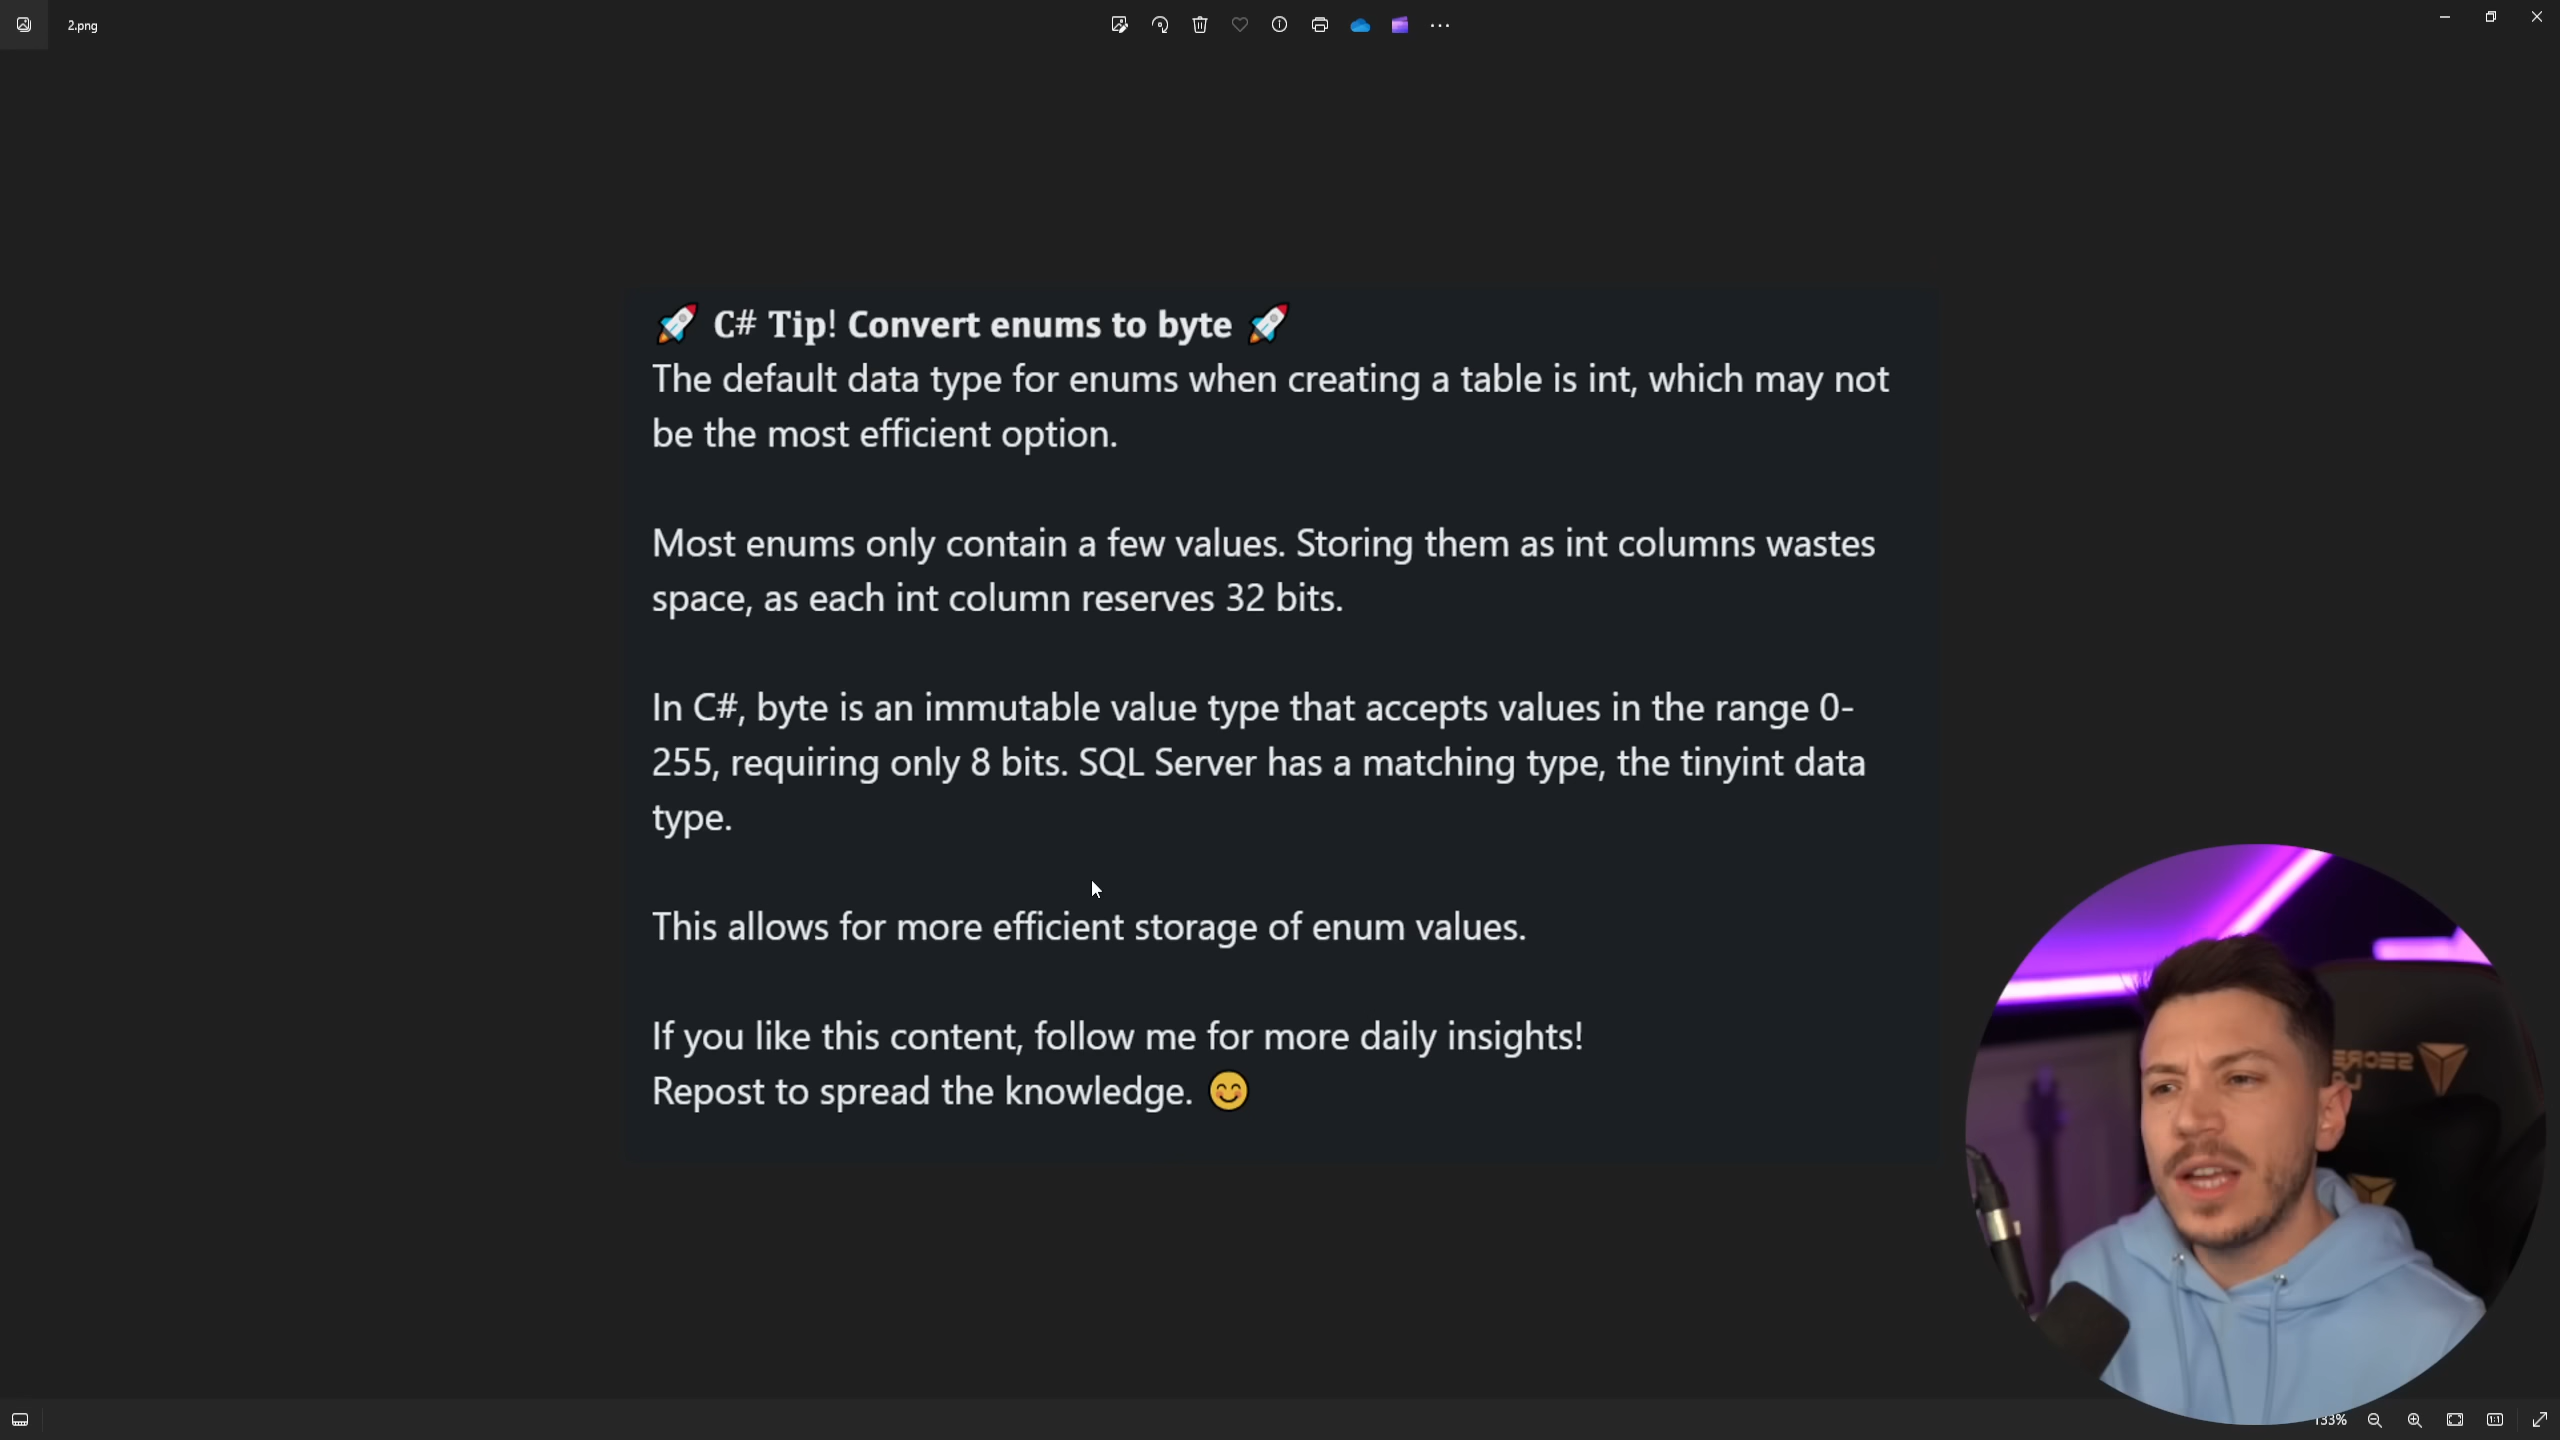 2.png
🚀 C# Tip! Convert enums to byte 🚀
The default data type for enums when creating a table is int, which may not
be the most efficient option.
Most enums only contain a few values. Storing them as int columns wastes
space, as each int column reserves 32 bits.
In C#, byte is an immutable value type that accepts values in the range 0-
255, requiring only 8 bits. SQL Server has a matching type, the tinyint data
type.
This allows for more efficient storage of enum values.
If you like this content, follow me for more daily insights!
Repost to spread the knowledge. 😊
133%